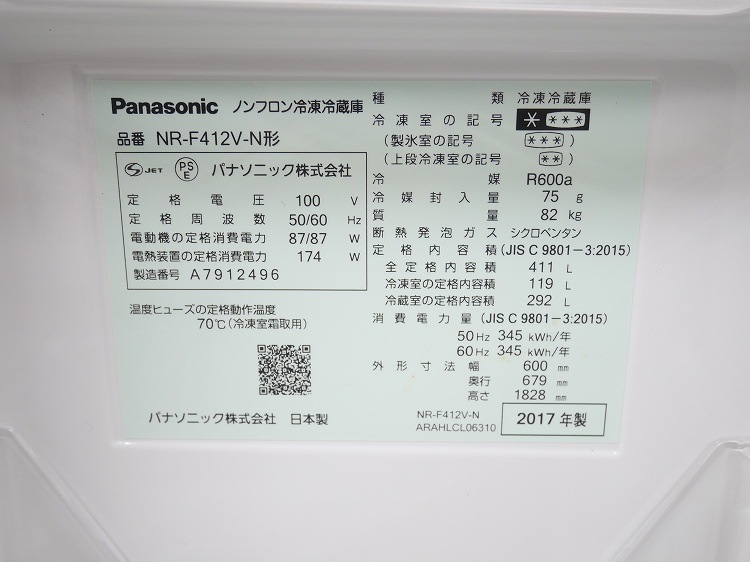 Panasonic ノンフロン冷凍冷蔵庫
品番 NR-F412V-N形
S JET PS E パナソニック株式会社
定格電圧 100 V
定格周波数 50/60 Hz
電動機の定格消費電力 87/87 W
電熱装置の定格消費電力 174 W
製造番号 A7912496
温度ヒューズの定格動作温度
70℃(冷凍室霜取用)
パナソニック株式会社 日本製
種類 冷凍冷蔵庫
冷凍室の記号 * ***
(製氷室の記号 ***)
(上段冷凍室の記号 **)
冷媒 R600a
冷媒封入量 75 g
質量 82 kg
断熱発泡ガス シクロペンタン
定格内容積 (JIS C 9801-3:2015)
全定格内容積 411 L
冷凍室の定格内容積 119 L
冷蔵室の定格内容積 292 L
消費電力量 (JIS C 9801-3:2015)
50 Hz 345 kWh/年
60 Hz 345 kWh/年
外形寸法 幅 600 mm
奥行 679 mm
高さ 1828 mm
NR-F412V-N
ARAHLCL06310
2017 年製